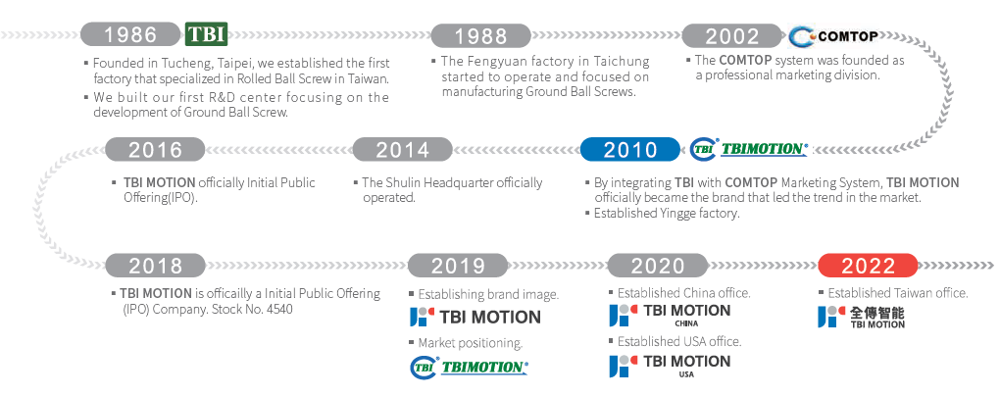 1986 TBI
▪ Founded in Tucheng, Taipei, we established the first
factory that specialized in Rolled Ball Screw in Taiwan.
▪ We built our first R&D center focusing on the
development of Ground Ball Screw.
1988
▪ The Fengyuan factory in Taichung
started to operate and focused on
manufacturing Ground Ball Screws.
2002 COMTOP
▪ The COMTOP system was founded as
a professional marketing division.
2016
▪ TBI MOTION officially Initial Public
Offering(IPO).
2014
▪ The Shulin Headquarter officially
operated.
2010 TBI TBIMOTION®
▪ By integrating TBI with COMTOP Marketing System, TBI MOTION
officially became the brand that led the trend in the market.
▪ Established Yingge factory.
2018
▪ TBI MOTION is officailly a Initial Public Offering
(IPO) Company. Stock No. 4540
2019
▪ Establishing brand image.
TBI MOTION
▪ Market positioning.
TBI TBIMOTION®
2020
▪ Established China office.
TBI MOTION
CHINA
▪ Established USA office.
TBI MOTION
USA
2022
▪ Established Taiwan office.
全傳智能
TBI MOTION